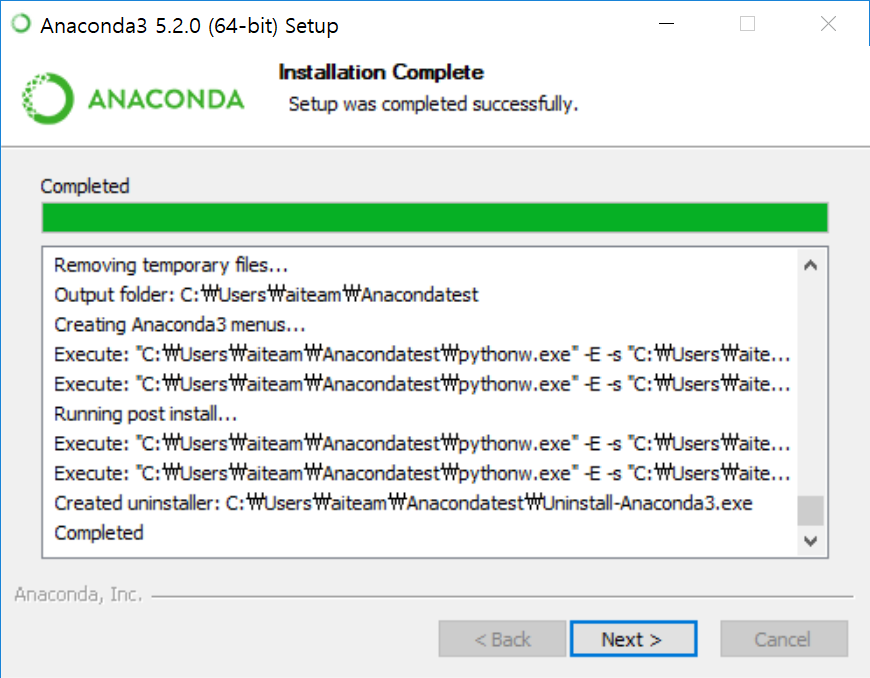 Anaconda3 5.2.0 (64-bit) Setup
ANACONDA
Installation Complete
Setup was completed successfully.
Completed
Removing temporary files...
Output folder: C:₩Users₩aiteam₩Anacondatest
Creating Anaconda3 menus...
Execute: "C:₩Users₩aiteam₩Anacondatest₩pythonw.exe" -E -s "C:₩Users₩aite...
Execute: "C:₩Users₩aiteam₩Anacondatest₩pythonw.exe" -E -s "C:₩Users₩aite...
Running post install...
Execute: "C:₩Users₩aiteam₩Anacondatest₩pythonw.exe" -E -s "C:₩Users₩aite...
Execute: "C:₩Users₩aiteam₩Anacondatest₩pythonw.exe" -E -s "C:₩Users₩aite...
Created uninstaller: C:₩Users₩aiteam₩Anacondatest₩Uninstall-Anaconda3.exe
Completed
Anaconda, Inc.
< Back Next > Cancel